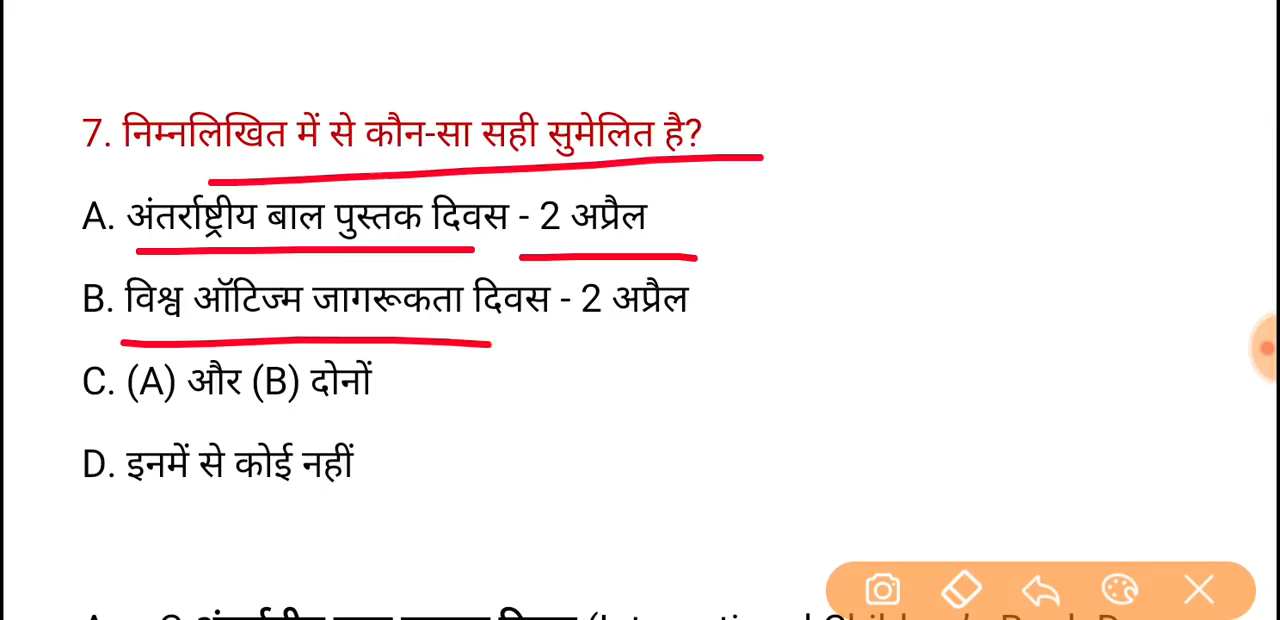 7. निम्नलिखित में से कौन-सा सही सुमेलित है?
A. अंतर्राष्ट्रीय बाल पुस्तक दिवस - 2 अप्रैल
B. विश्व ऑटिज्म जागरूकता दिवस - 2 अप्रैल
C. (A) और (B) दोनों
D. इनमें से कोई नहीं